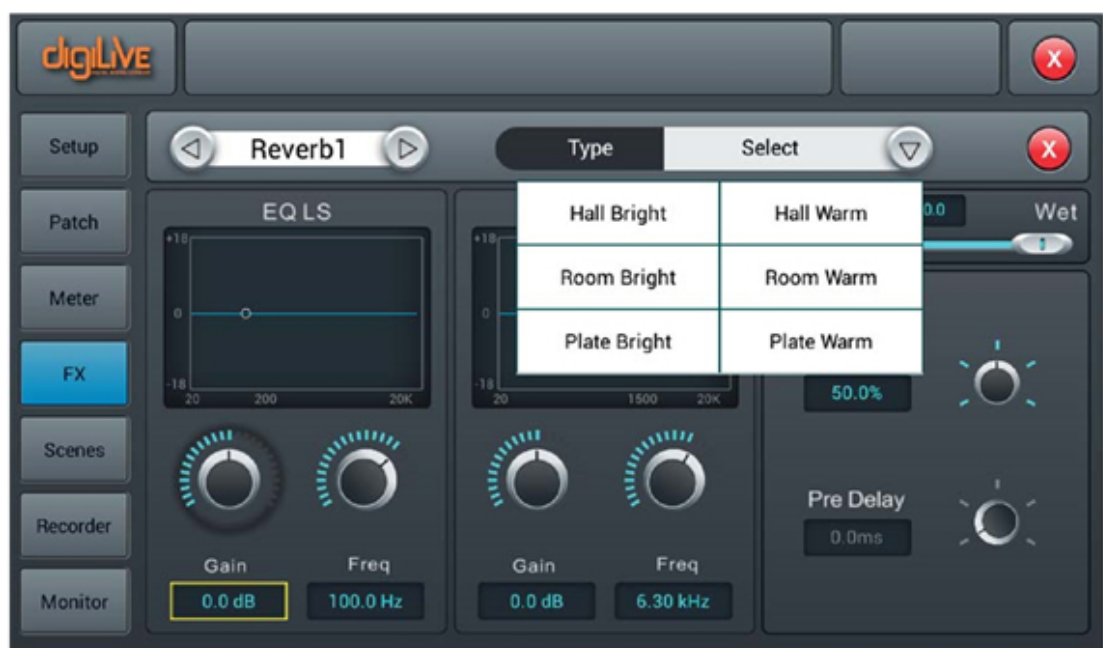 digiLiVE
X
Setup
Reverb1
Type
Select
X
Patch
EQ LS
Hall Bright
Hall Warm
0.0
Wet
+18
+18
Room Bright
Room Warm
Meter
0
0
Plate Bright
Plate Warm
FX
-18
-18
20 200 20K
20 1500 20K
50.0%
Scenes
Pre Delay
Recorder
0.0ms
Gain
Freq
Gain
Freq
Monitor
0.0 dB
100.0 Hz
0.0 dB
6.30 kHz